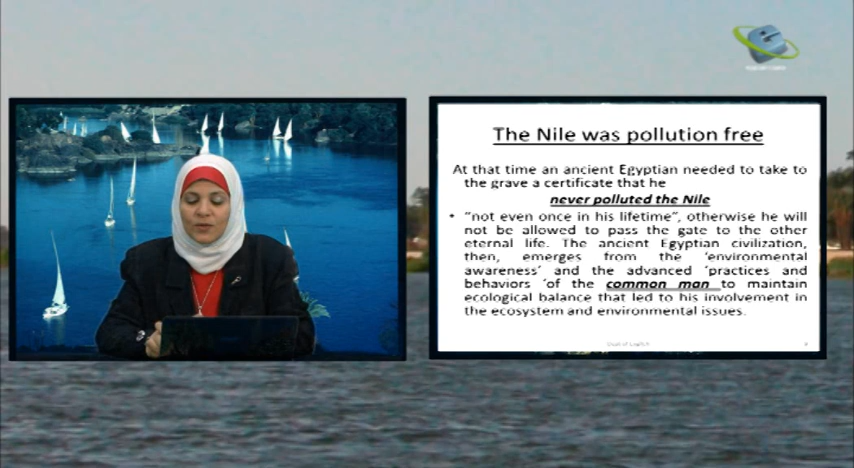 The Nile was pollution free
At that time an ancient Egyptian needed to take to
the grave a certificate that he
never polluted the Nile
• "not even once in his lifetime", otherwise he will
not be allowed to pass the gate to the other
eternal life. The ancient Egyptian civilization,
then, emerges from the 'environmental
awareness' and the advanced 'practices and
behaviors 'of the common man to maintain
ecological balance that led to his involvement in
the ecosystem and environmental issues.